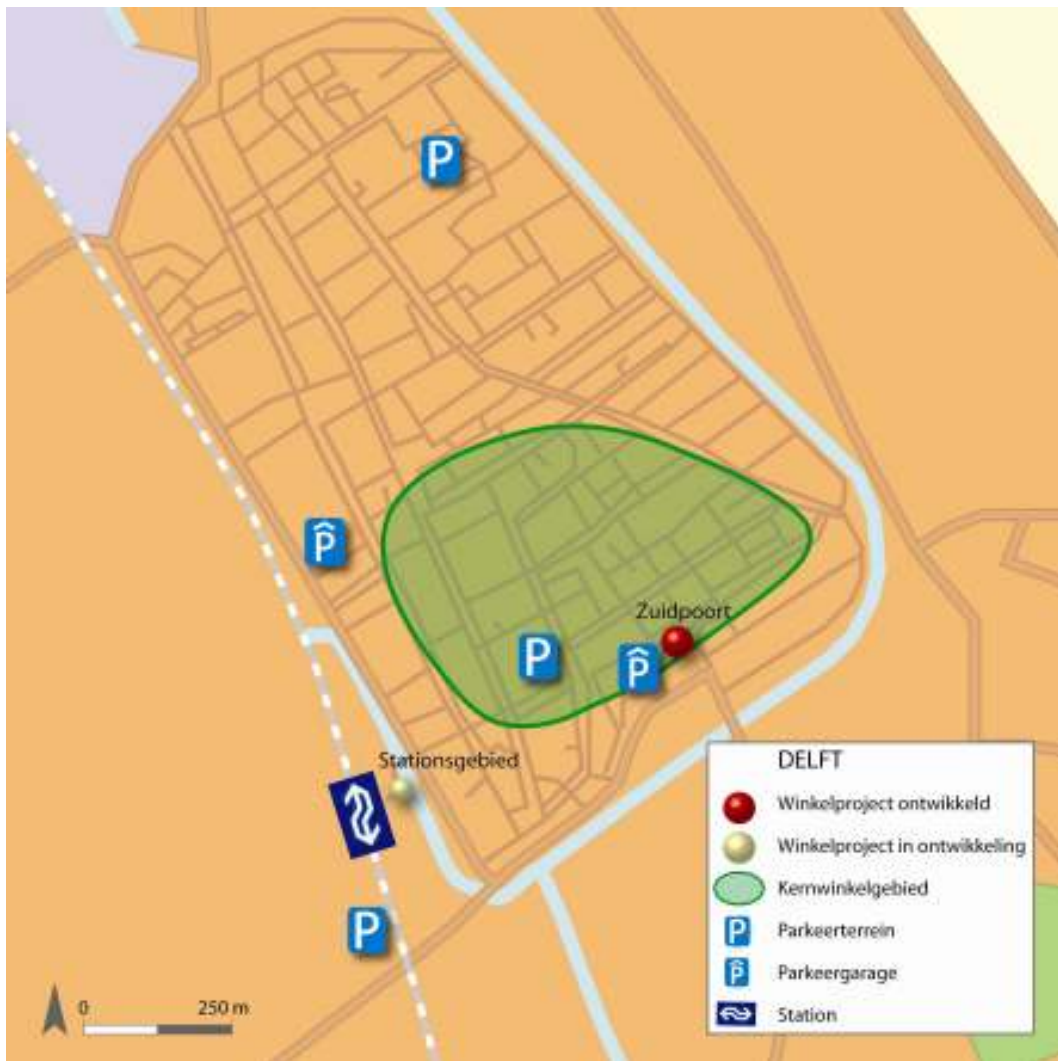 P
P
Zuidpoort
P
P
Stationsgebied
P
DELFT
Winkelproject ontwikkeld
Winkelproject in ontwikkeling
Kernwinkelgebied
P Parkeerterrein
P Parkeergarage
Station
0 250 m